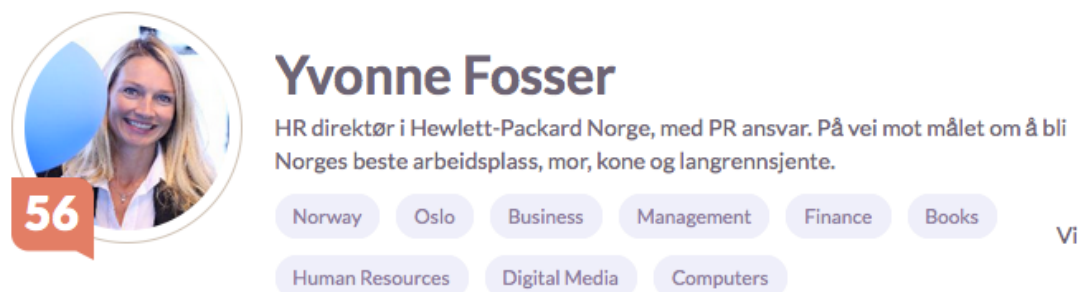 Yvonne Fosser
HR direktør i Hewlett-Packard Norge, med PR ansvar. På vei mot målet om å bli
Norges beste arbeidsplass, mor, kone og langrennsjente.
56
Norway Oslo Business Management Finance Books
Vi
Human Resources Digital Media Computers